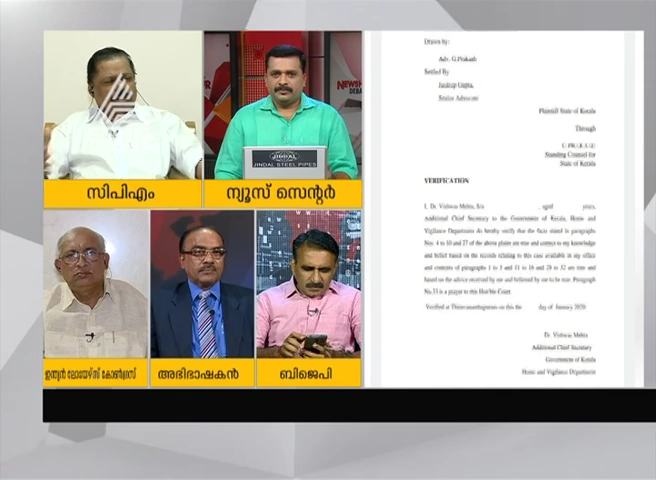 NEWSH
DEBA
JINDAL STEEL PIPES
സിപിഎം
ന്യൂസ് സെന്റർ
ഇന്ത്യൻ ലോയേഴ്സ് കോൺഗ്രസ്
അഭിഭാഷകൻ
ബിജെപി
Drawn by:
Adv. G.Prakash
Settled By
Jaideep Gupta,
Senior Advocate
Plaintiff State of Kerala
Through
Standing Counsel for
State of Kerala
VERIFICATION
I, Dr. Vishwas Mehta, S/o , aged years,
Additional Chief Secretary to the Government of Kerala, Home and
Vigilance Department do hereby verify that the facts stated in paragraphs
Nos. 4 to 10 and 27 of the above plaint are true and correct to my knowledge
and belief based on the records relating to this case available in my office
and contents of paragraphs 1 to 3 and 11 to 26 and 28 to 32 are true and
based on the advice received by me and believed by me to be true. Paragraph
No.33 is a prayer to this Hon'ble Court.
Verified at Thiruvananthapuram on this the day of January 2020
Dr. Vishwas Mehta
Additional Chief Secretary
Government of Kerala
Home and Vigilance Department